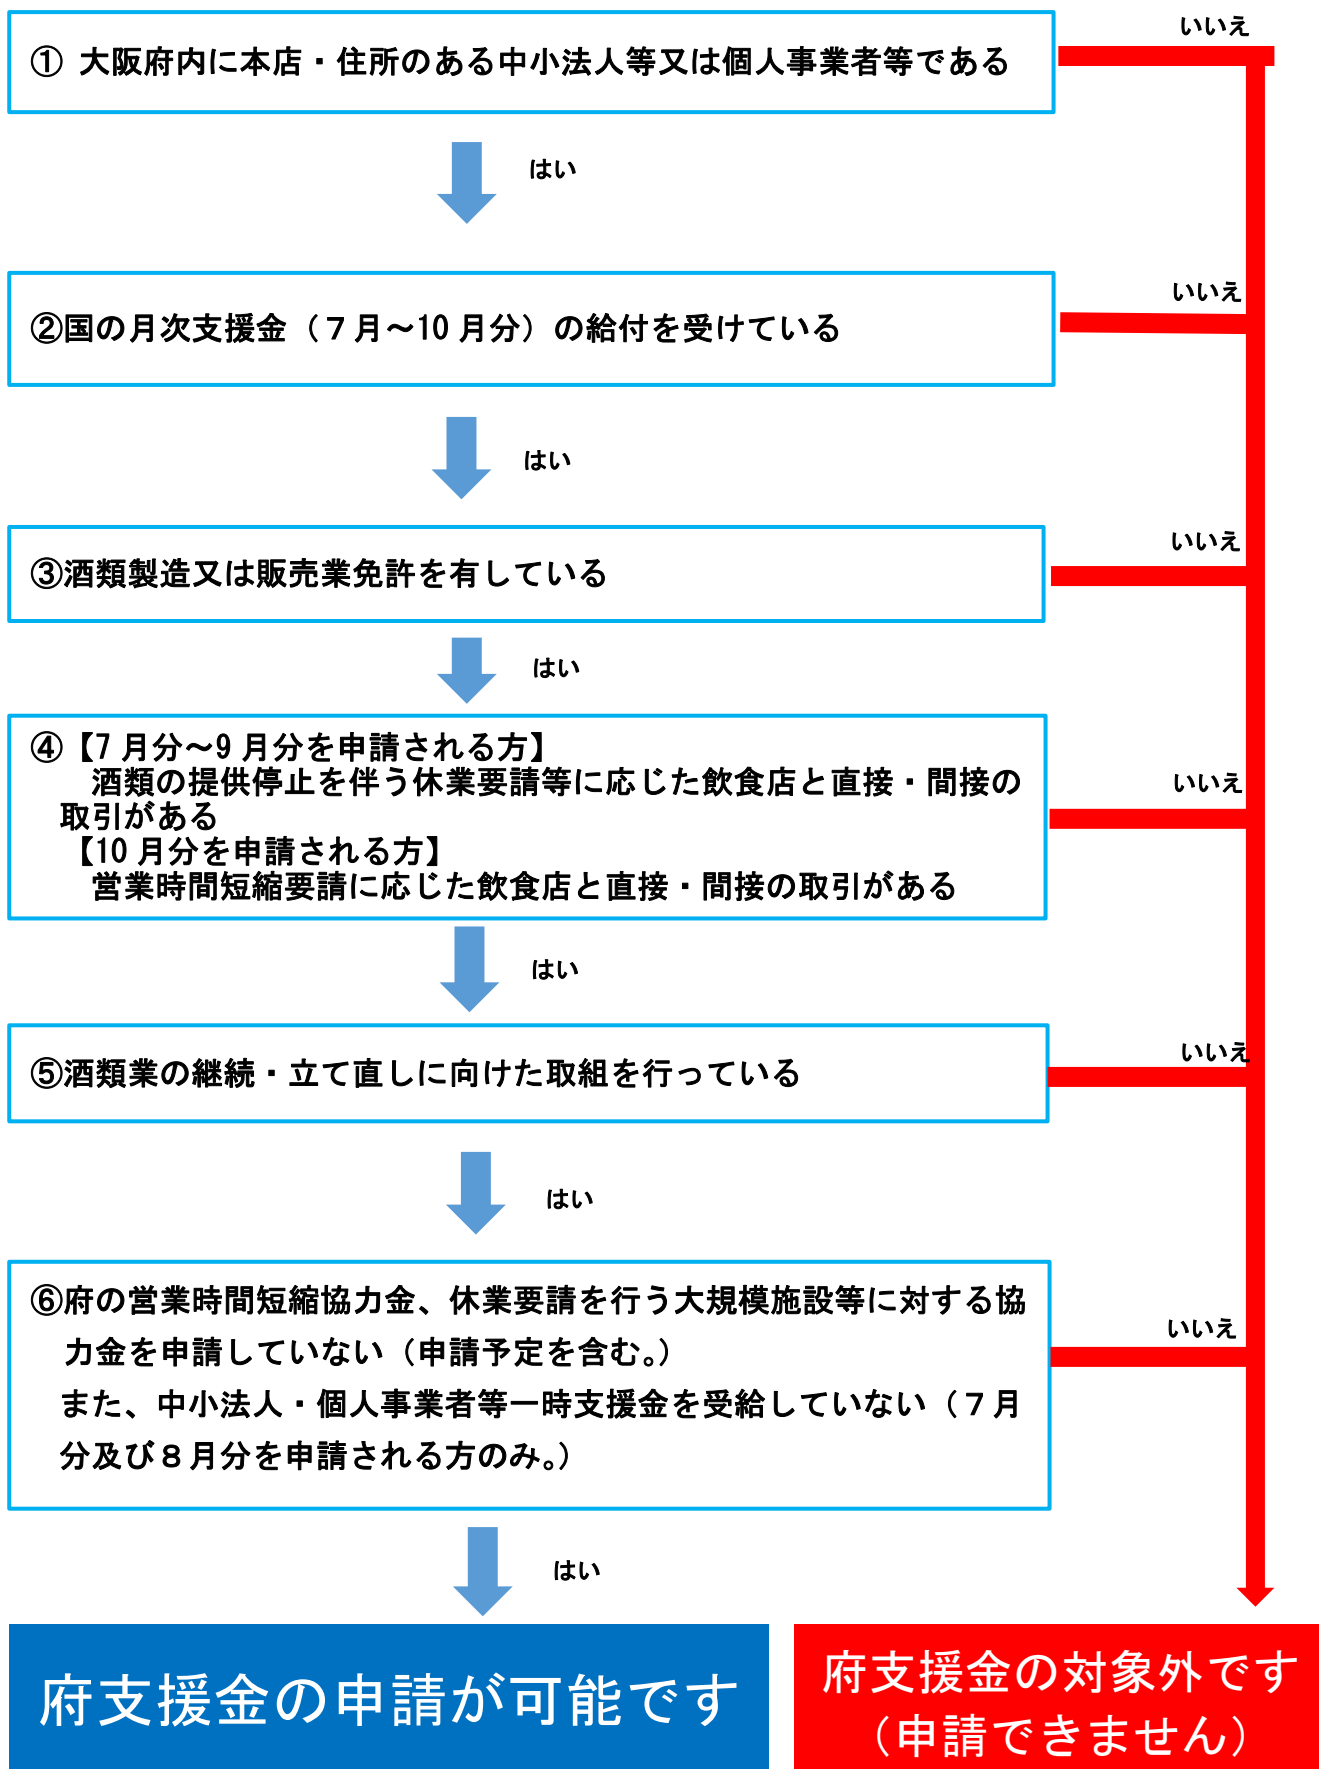 ① 大阪府内に本店・住所のある中小法人等又は個人事業者等である
いいえ
はい
②国の月次支援金（７月～10月分）の給付を受けている
いいえ
はい
③酒類製造又は販売業免許を有している
いいえ
はい
④【7月分～9月分を申請される方】
酒類の提供停止を伴う休業要請等に応じた飲食店と直接・間接の
取引がある
【10月分を申請される方】
営業時間短縮要請に応じた飲食店と直接・間接の取引がある
いいえ
はい
⑤酒類業の継続・立て直しに向けた取組を行っている
いいえ
はい
⑥府の営業時間短縮協力金、休業要請を行う大規模施設等に対する協
力金を申請していない（申請予定を含む。）
また、中小法人・個人事業者等一時支援金を受給していない（７月
分及び８月分を申請される方のみ。）
いいえ
はい
府支援金の申請が可能です
府支援金の対象外です
（申請できません）